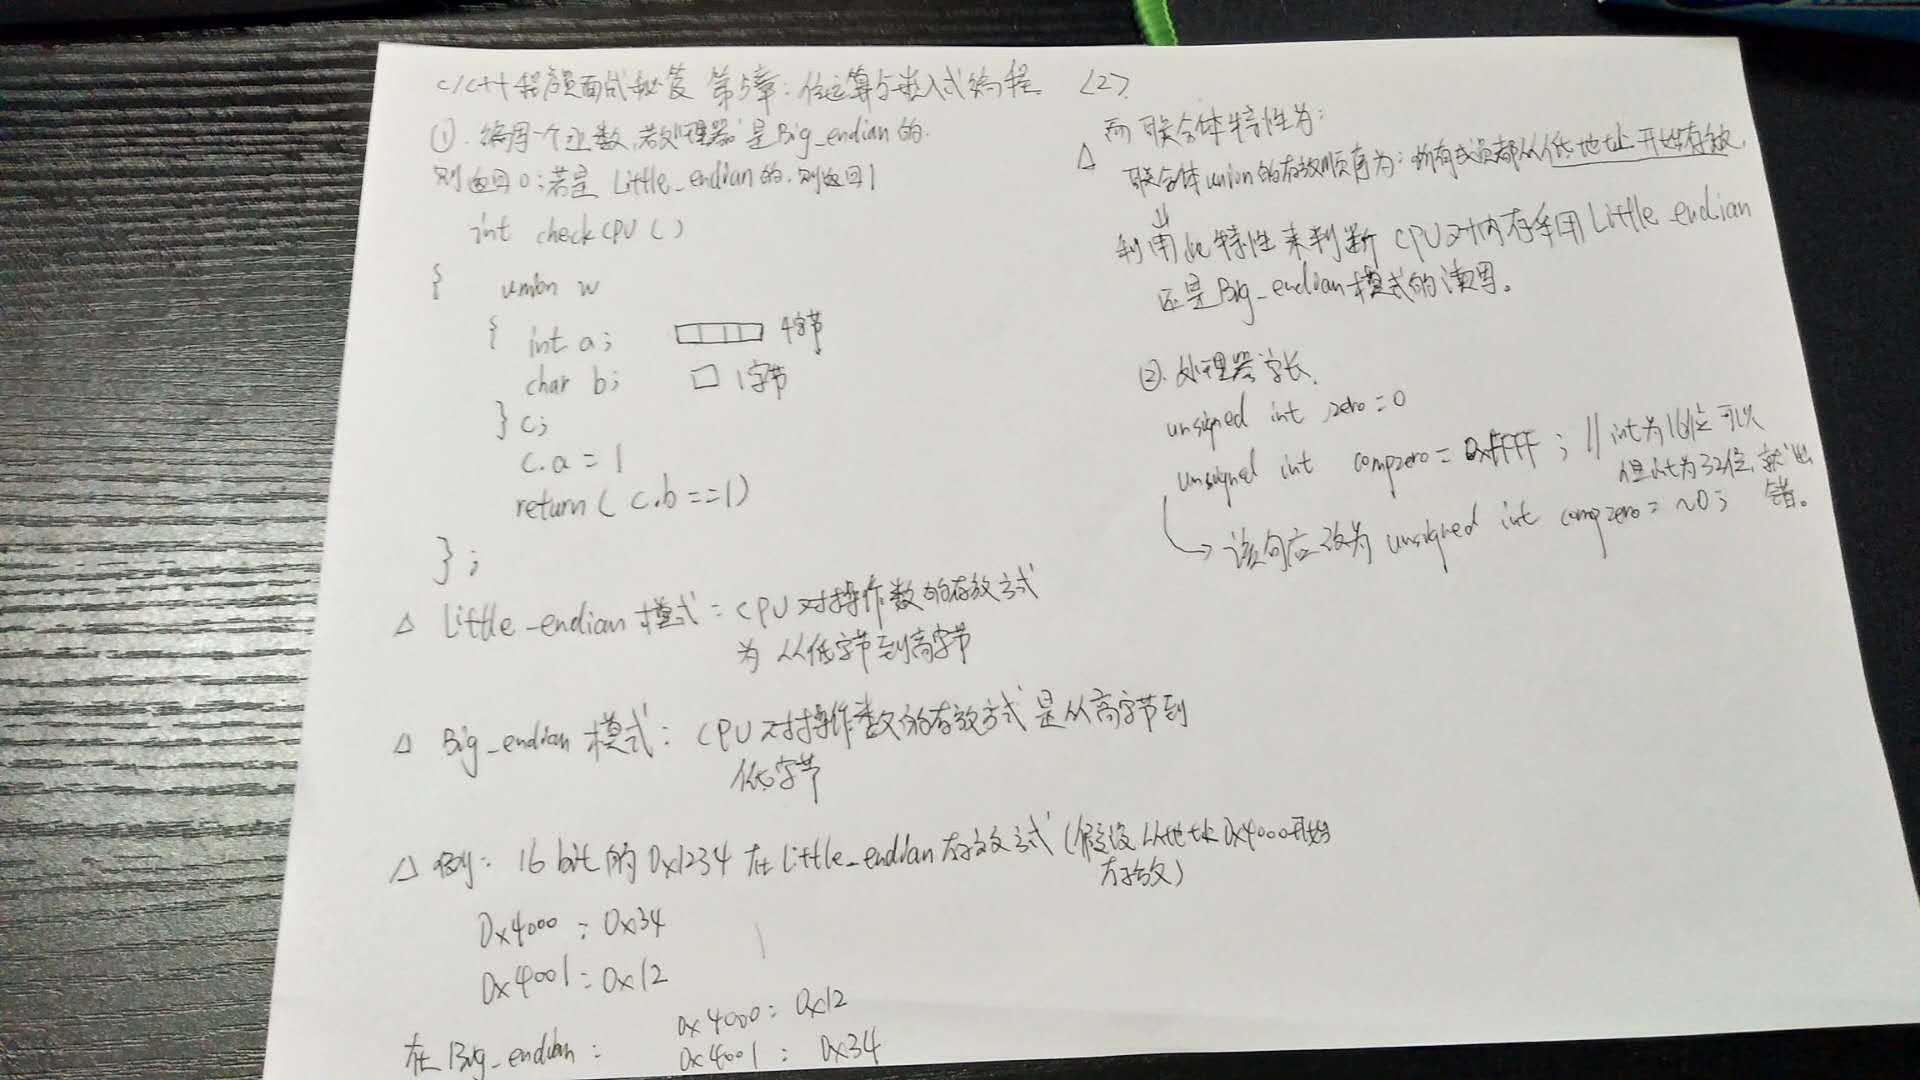 C/C++程序员面试秘笈 第5章:位运算与嵌入式编程. <2>
①.编写一个函数,若处理器是Big_endian的.
则返回0;若是 Little_endian的.则返回1
int checkCPU()
{ union w
{ int a; 4字节
char b; 1字节
} c;
c.a = 1
return( c.b==1)
};
△ Little_endian 模式: CPU对操作数的存放方式
为 从低字节到高字节
△ Big_endian 模式: CPU对操作数的存放方式是从高字节到
低字节
△ 例: 16 bit 的 0x1234 在 Little_endian 存放方式(假设从地址0x4000开始
存放)
0x4000 : 0x34
0x4001 : 0x12
在 Big_endian : 0x4000: 0x12
0x4001 : 0x34
而联合体特性为:
△ 联合体union的存放顺序为:所有成员都从低地址开始存放,
⇓
利用此特性来判断 CPU对内存采用 Little_endian
还是Big_endian模式的读写。
②.处理器字长.
unsigned int zero=0
unsigned int compzero= 0xFFFF ; //int为16位可以
但int为32位,就出
错。
→ 该句应改为 unsigned int compzero= ~0;